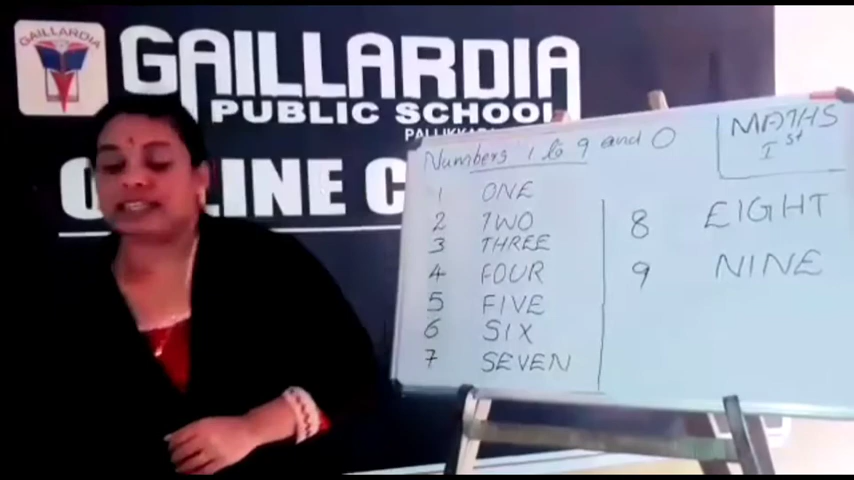 GAILLARDIA
GAILLARDIA
PUBLIC SCHOOL
Numbers 1 to 9 and 0
MATHS
Ist
1 ONE
2 TWO
3 THREE
4 FOUR
5 FIVE
6 SIX
7 SEVEN
8 EIGHT
9 NINE